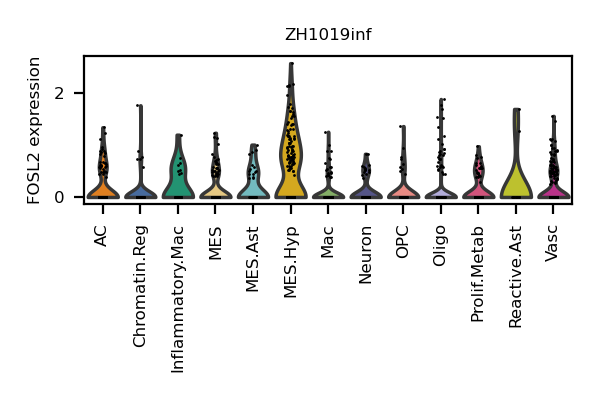 ZH1019inf
FOSL2 expression
2
0
AC
Chromatin.Reg
Inflammatory.Mac
MES
MES.Ast
MES.Hyp
Mac
Neuron
OPC
Oligo
Prolif.Metab
Reactive.Ast
Vasc